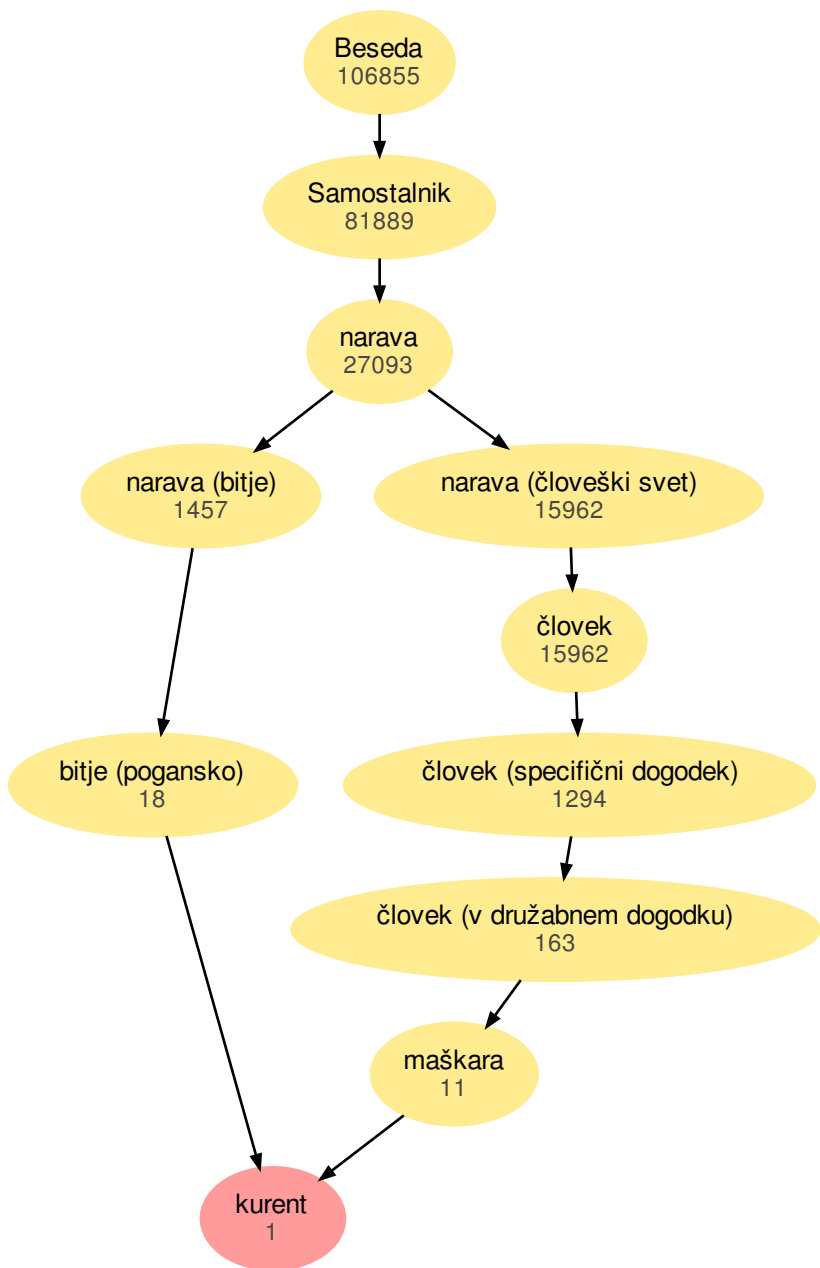 Beseda
106855
Samostalnik
81889
narava
27093
narava (bitje)
1457
narava (človeški svet)
15962
človek
15962
bitje (pogansko)
18
človek (specifični dogodek)
1294
človek (v družabnem dogodku)
163
maškara
11
kurent
1